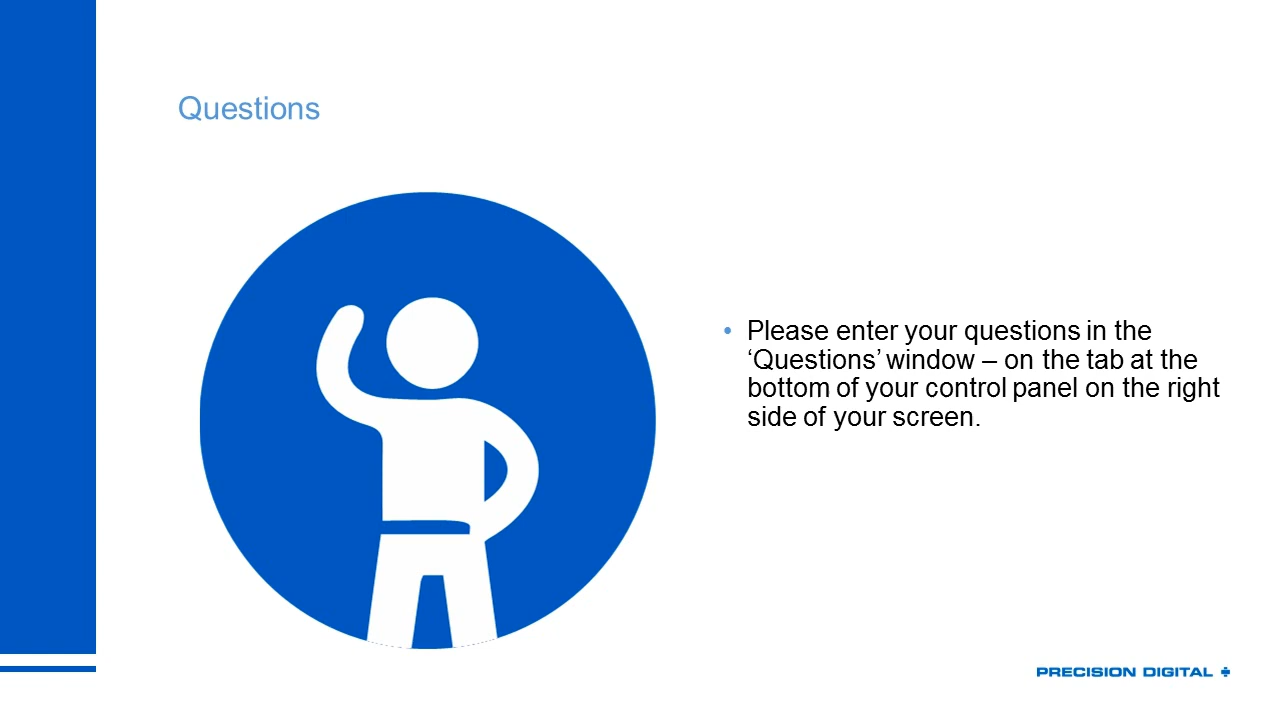 Questions
• Please enter your questions in the
‘Questions’ window – on the tab at the
bottom of your control panel on the right
side of your screen.
PRECISION DIGITAL